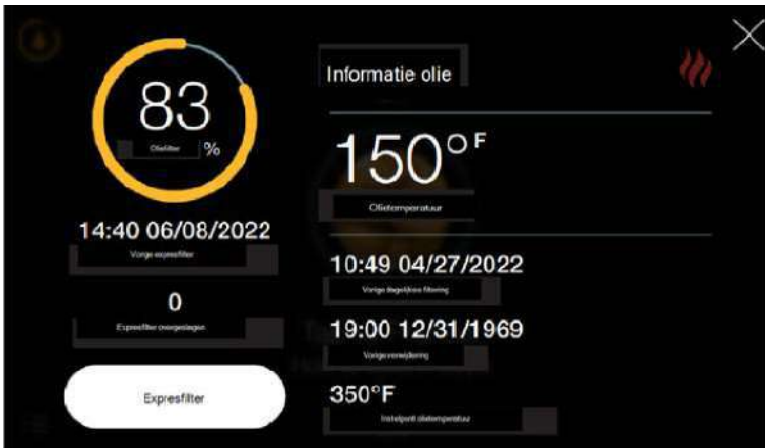 83
Oliefilter %
14:40 06/08/2022
Vorige expresfilter
0
Expresfilter overgeslagen
Expresfilter
Informatie olie
150°F
Olietemperatuur
10:49 04/27/2022
Vorige dagelijkse filtering
19:00 12/31/1969
Vorige verwijdering
350°F
Instelpunt olietemperatuur